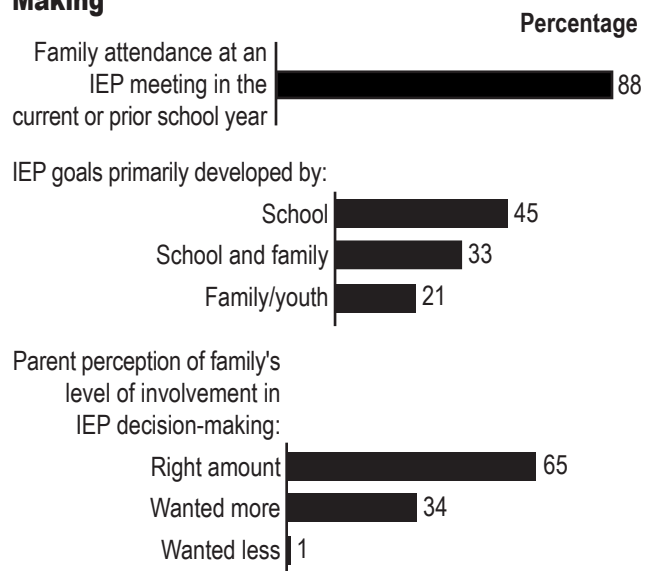 Making
Percentage
Family attendance at an
IEP meeting in the
current or prior school year
88
IEP goals primarily developed by:
School 45
School and family 33
Family/youth 21
Parent perception of family's
level of involvement in
IEP decision-making:
Right amount 65
Wanted more 34
Wanted less 1